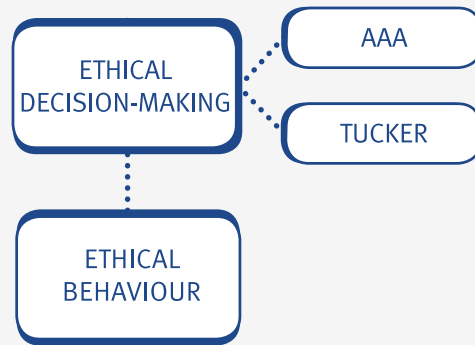 ETHICAL
DECISION-MAKING
AAA
TUCKER
ETHICAL
BEHAVIOUR